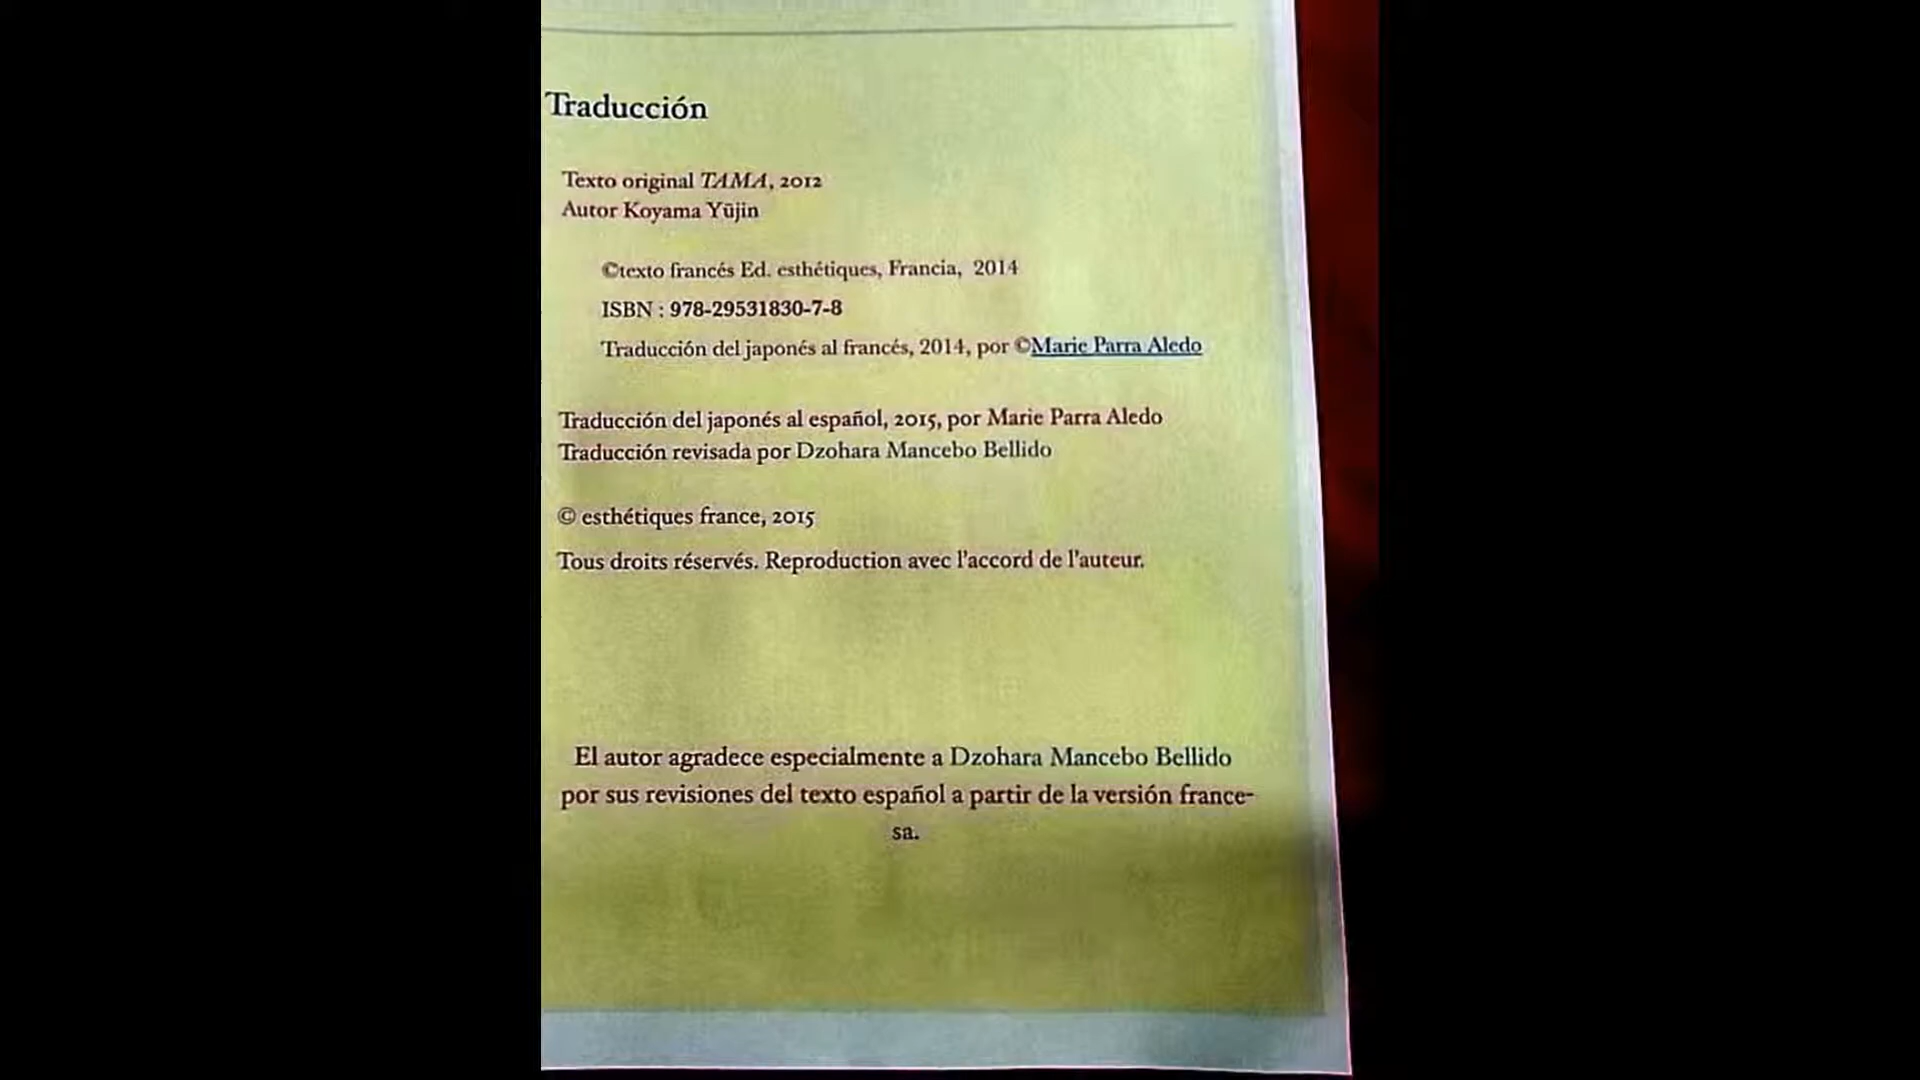 Traducción
Texto original TAMA, 2012
Autor Koyama Yūjin
©texto francés Ed. esthétiques, Francia, 2014
ISBN : 978-29531830-7-8
Traducción del japonés al francés, 2014, por ©Marie Parra Aledo
Traducción del japonés al español, 2015, por Marie Parra Aledo
Traducción revisada por Dzohara Mancebo Bellido
© esthétiques france, 2015
Tous droits réservés. Reproduction avec l'accord de l'auteur.
El autor agradece especialmente a Dzohara Mancebo Bellido
por sus revisiones del texto español a partir de la versión france-
sa.